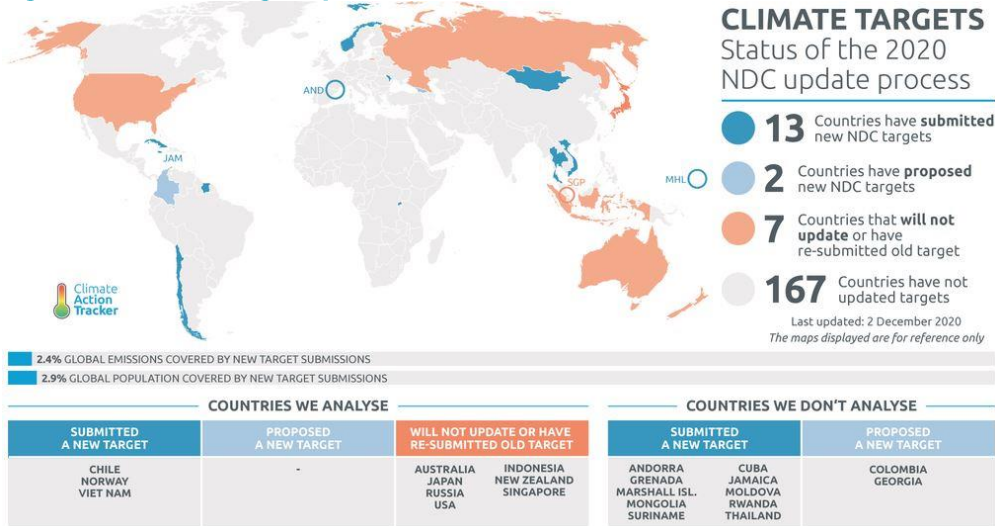 CLIMATE TARGETS
Status of the 2020
NDC update process
13 Countries have submitted
new NDC targets
2 Countries have proposed
new NDC targets
7 Countries that will not
update or have
re-submitted old target
167 Countries have not
updated targets
Last updated: 2 December 2020
The maps displayed are for reference only
AND
JAM
SGP
MHL
Climate
Action
Tracker
2.4% GLOBAL EMISSIONS COVERED BY NEW TARGET SUBMISSIONS
2.9% GLOBAL POPULATION COVERED BY NEW TARGET SUBMISSIONS
COUNTRIES WE ANALYSE
SUBMITTED
A NEW TARGET
CHILE
NORWAY
VIET NAM
PROPOSED
A NEW TARGET
-
WILL NOT UPDATE OR HAVE
RE-SUBMITTED OLD TARGET
AUSTRALIA
JAPAN
RUSSIA
USA
INDONESIA
NEW ZEALAND
SINGAPORE
COUNTRIES WE DON'T ANALYSE
SUBMITTED
A NEW TARGET
ANDORRA
GRENADA
MARSHALL ISL.
MONGOLIA
SURINAME
CUBA
JAMAICA
MOLDOVA
RWANDA
THAILAND
PROPOSED
A NEW TARGET
COLOMBIA
GEORGIA